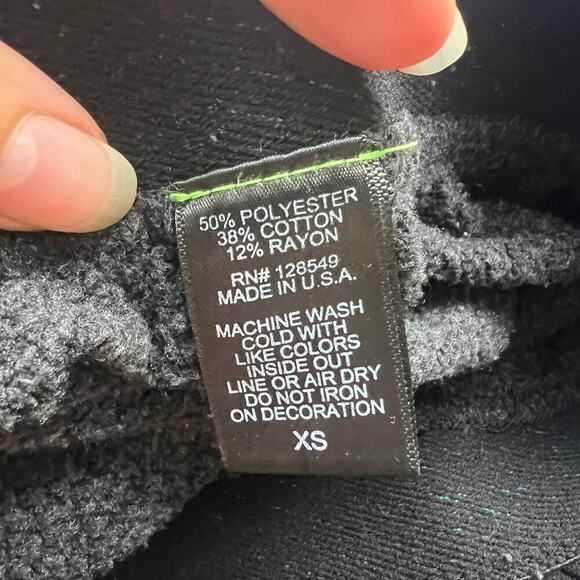 50% POLYESTER
38% COTTON
12% RAYON
RN# 128549
MADE IN U.S.A.
MACHINE WASH
COLD WITH
LIKE COLORS
INSIDE OUT
LINE OR AIR DRY
DO NOT IRON
ON DECORATION
XS